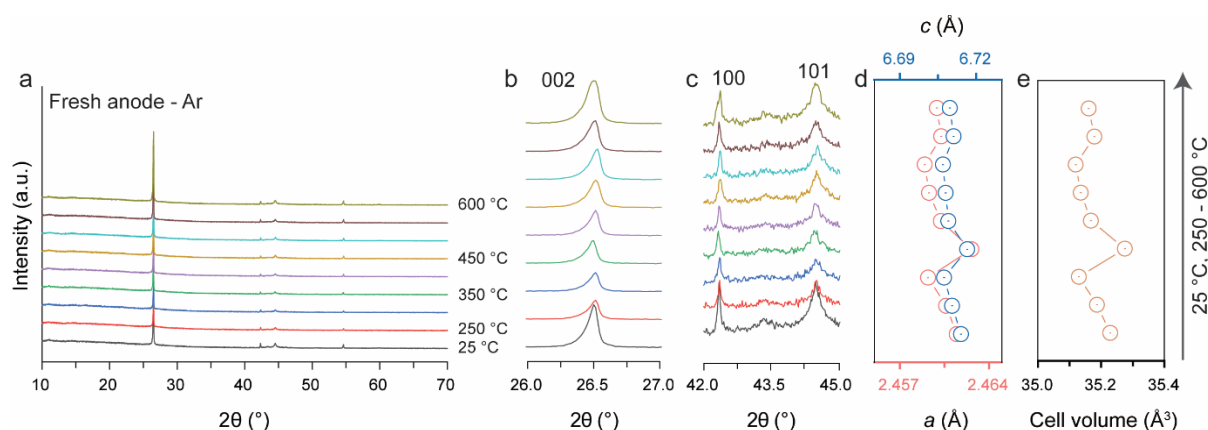 a
Fresh anode - Ar
Intensity (a.u.)
600 °C
450 °C
350 °C
250 °C
25 °C
10 20 30 40 50 60 70
2θ (°)
b
002
26.0 26.5 27.0
2θ (°)
c
100 101
42.0 43.5 45.0
2θ (°)
c (Å)
6.69 6.72
d
2.457 2.464
a (Å)
e
35.0 35.2 35.4
Cell volume (Å³)
25 °C, 250 - 600 °C